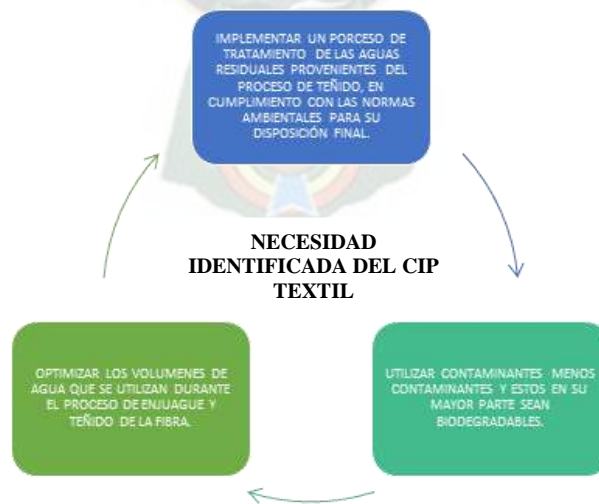 IMPLEMENTAR UN PORCESO DE
TRATAMIENTO DE LAS AGUAS
RESIDUALES PROVENIENTES DEL
PROCESO DE TEÑIDO, EN
CUMPLIMIENTO CON LAS NORMAS
AMBIENTALES PARA SU
DISPOSICIÓN FINAL.
NECESIDAD
IDENTIFICADA DEL CIP
TEXTIL
OPTIMIZAR LOS VOLUMENES DE
AGUA QUE SE UTILIZAN DURANTE
EL PROCESO DE ENJUAGUE Y
TEÑIDO DE LA FIBRA.
UTILIZAR CONTAMINANTES MENOS
CONTAMINANTES Y ESTOS EN SU
MAYOR PARTE SEAN
BIODEGRADABLES.